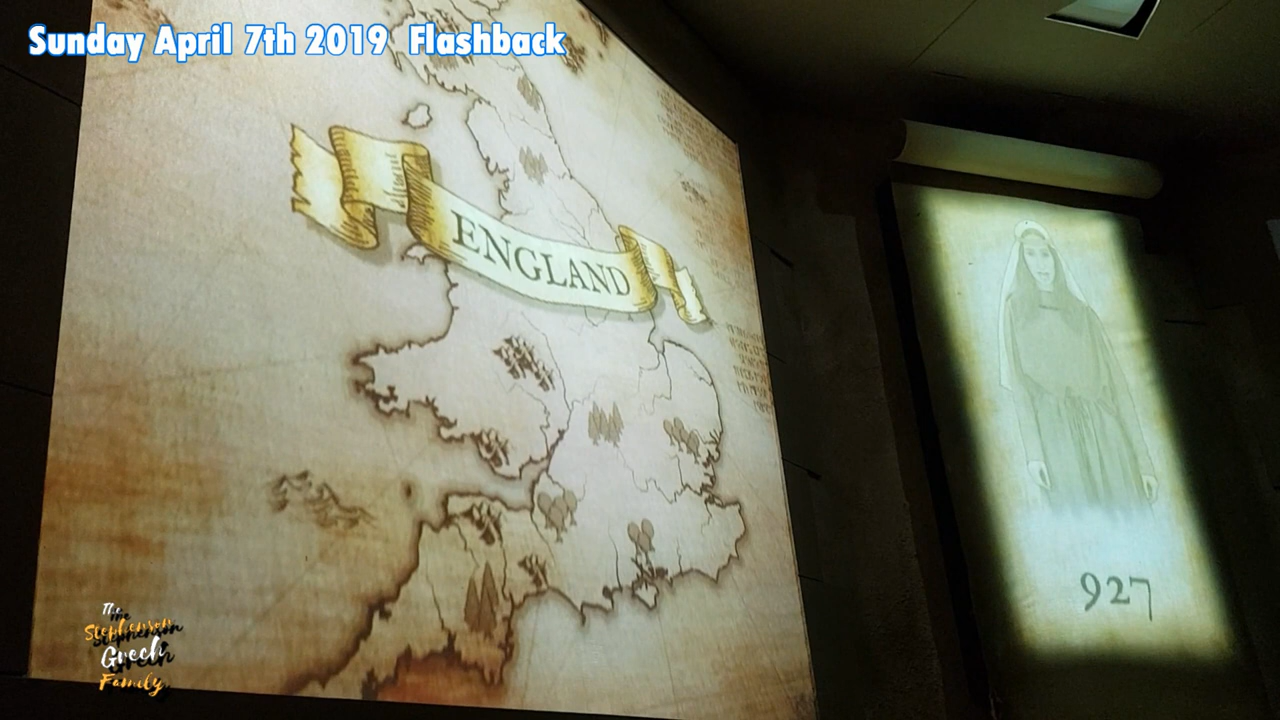 Sunday April 7th 2019 Flashback
ENGLAND
927
The
Stephenson
Grech
Family